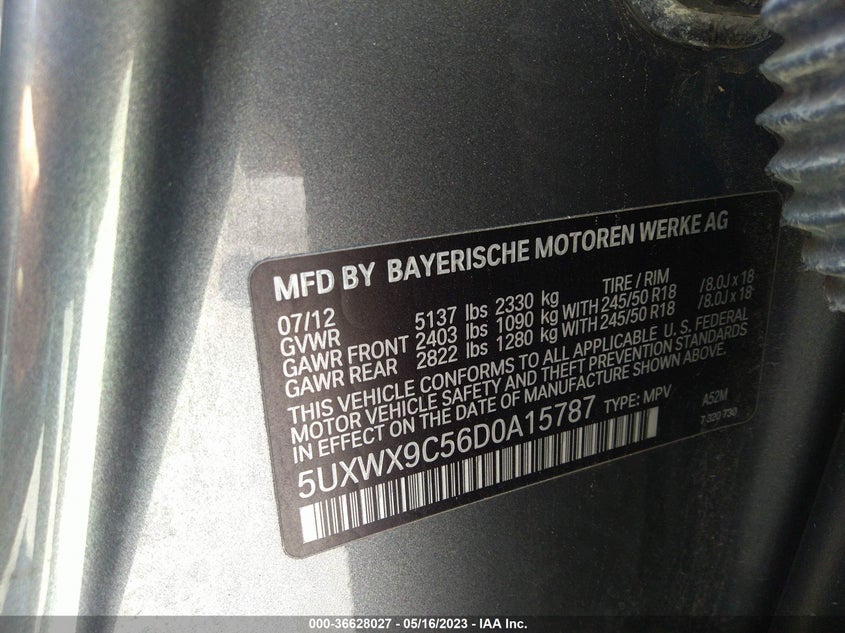 MFD BY BAYERISCHE MOTOREN WERKE AG
07/12 TIRE / RIM
GVWR 5137 lbs 2330 kg
GAWR FRONT 2403 lbs 1090 kg WITH 245/50 R18 / 8.0J x 18
GAWR REAR 2822 lbs 1280 kg WITH 245/50 R18 / 8.0J x 18
THIS VEHICLE CONFORMS TO ALL APPLICABLE U. S. FEDERAL
MOTOR VEHICLE SAFETY AND THEFT PREVENTION STANDARDS
IN EFFECT ON THE DATE OF MANUFACTURE SHOWN ABOVE.
5UXWX9C56D0A15787 TYPE: MPV A52M
7 320 730
000-36628027 / 05/16/2023 - IAA Inc.